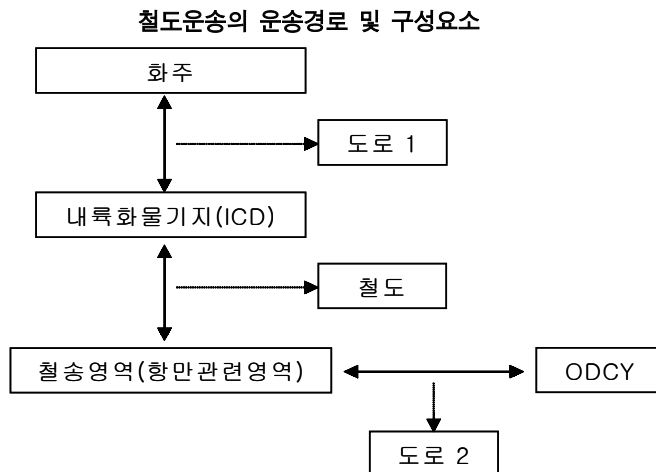 철도운송의 운송경로 및 구성요소
화주
도로 1
내륙화물기지(ICD)
철도
철송영역(항만관련영역)
ODCY
도로 2